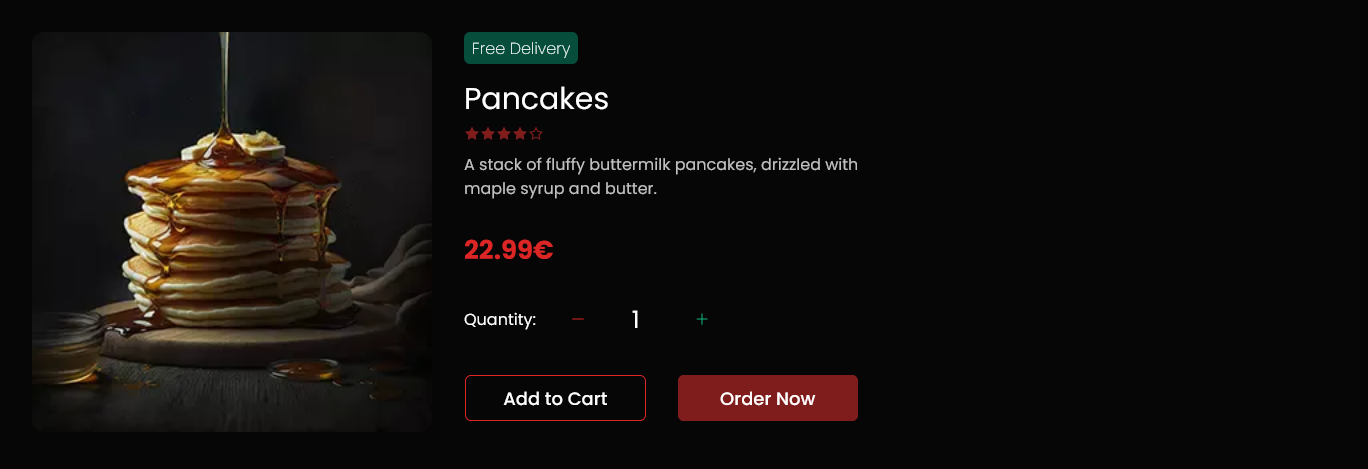 Free Delivery
Pancakes
A stack of fluffy buttermilk pancakes, drizzled with
maple syrup and butter.
22.99€
Quantity: − 1 +
Add to Cart Order Now